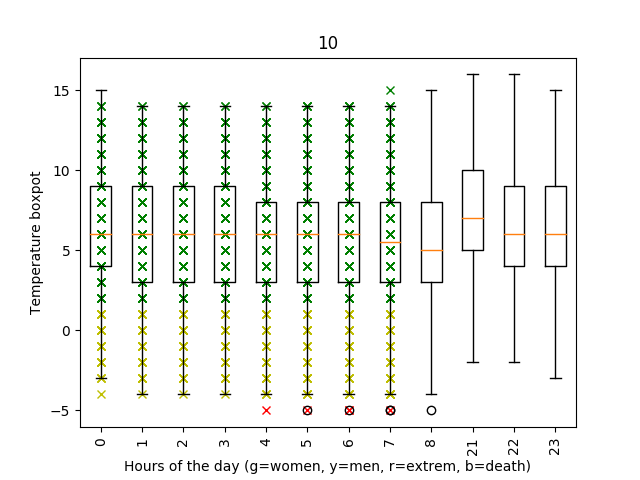 10
15
10
5
0
−5
Temperature boxpot
0 1 2 3 4 5 6 7 8 21 22 23
Hours of the day (g=women, y=men, r=extrem, b=death)